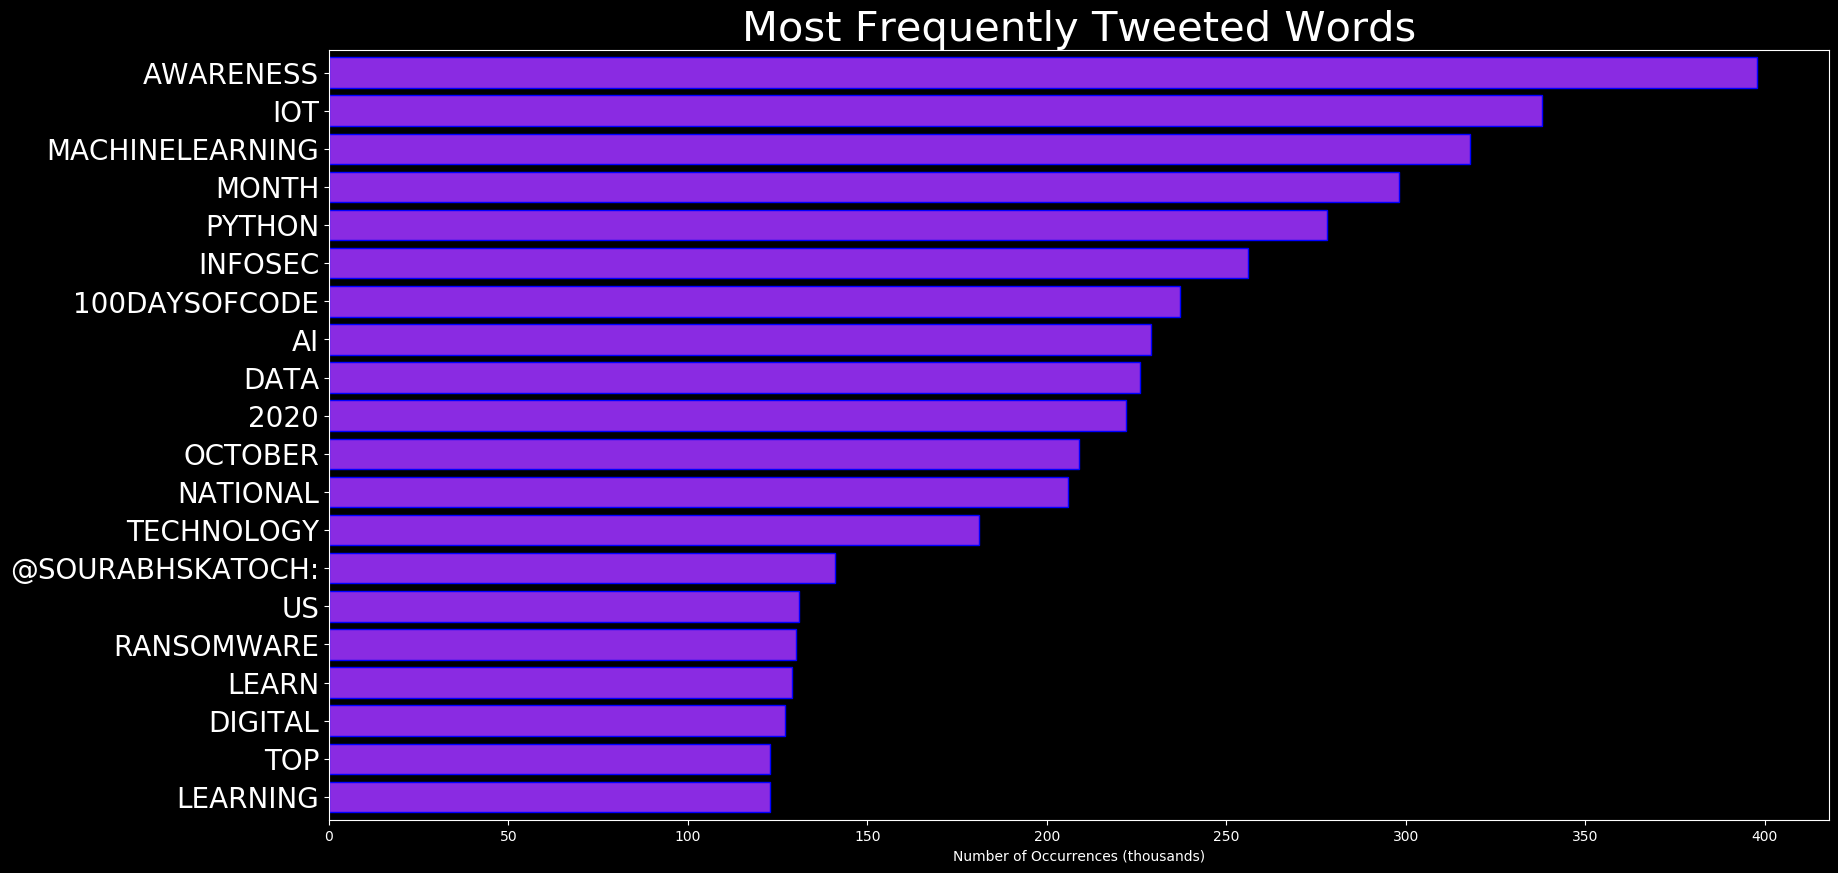 Most Frequently Tweeted Words
AWARENESS
IOT
MACHINELEARNING
MONTH
PYTHON
INFOSEC
100DAYSOFCODE
AI
DATA
2020
OCTOBER
NATIONAL
TECHNOLOGY
@SOURABHSKATOCH:
US
RANSOMWARE
LEARN
DIGITAL
TOP
LEARNING
0 50 100 150 200 250 300 350 400
Number of Occurrences (thousands)